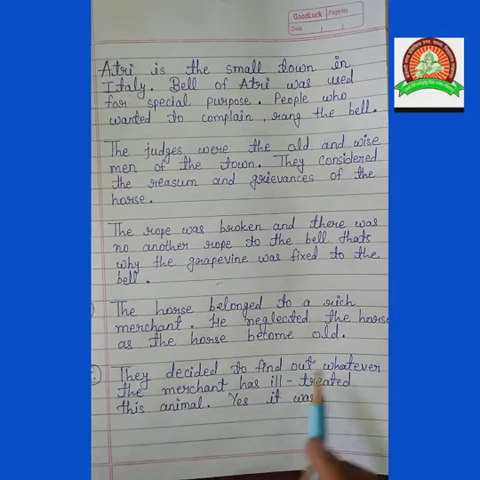 GoodLuck Page No.
Date
Atri is the small town in
Italy. Bell of Atri was used
for special purpose. People who
wanted to complain, rang the bell.
The judges were the old and wise
men of the town. They considered
the reasum and grievances of the
horse.
The rope was broken and there was
no another rope to the bell thats
why the grapevine was fixed to the
bell.
The horse belonged to a rich
merchant. He neglected the horse
as the horse become old.
They decided to find out whatever
the merchant has ill-treated
this animal. Yes it was